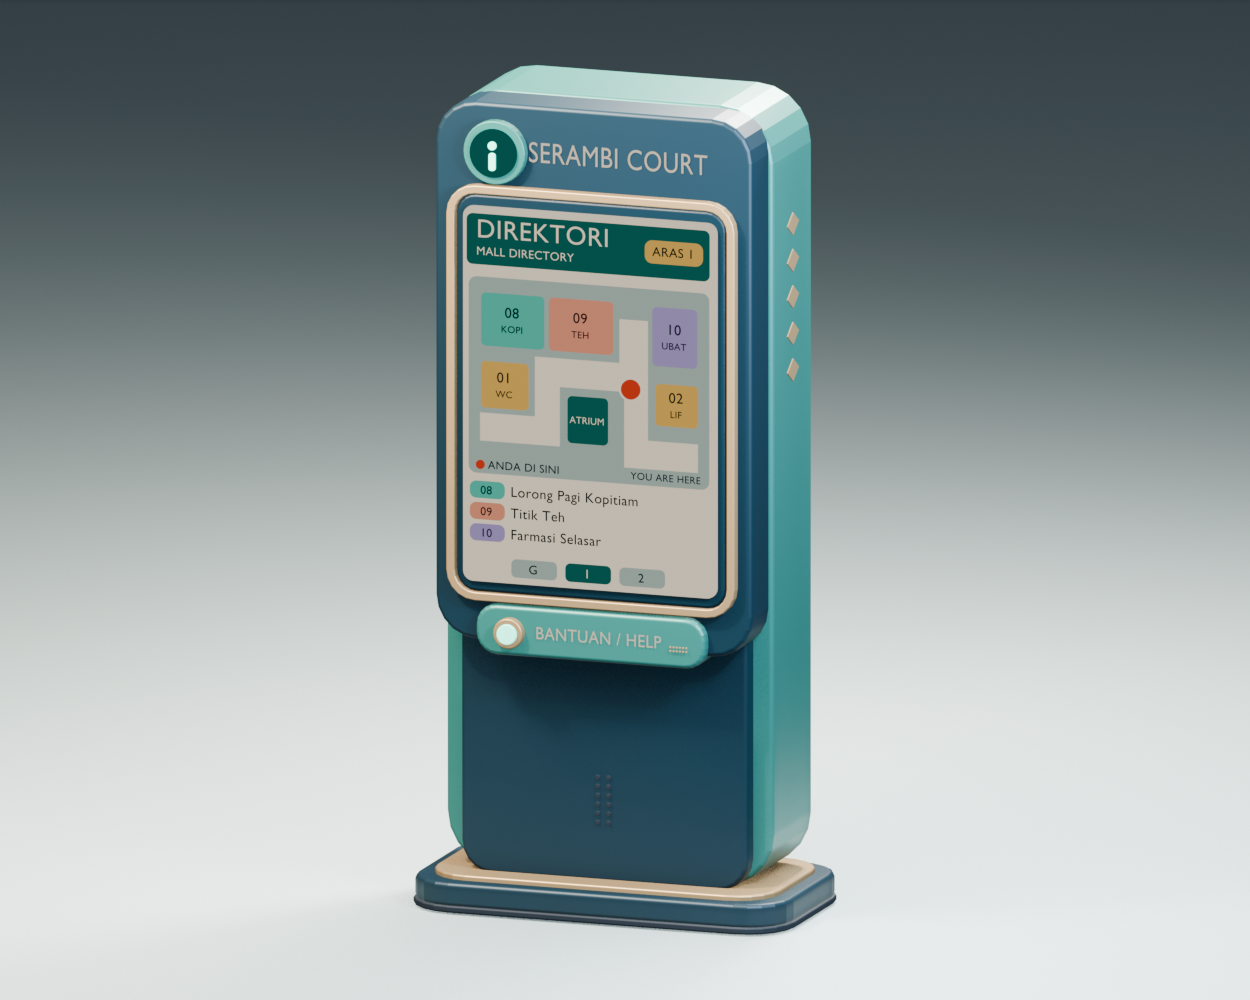 i
SERAMBI COURT
DIREKTORI
MALL DIRECTORY
ARAS 1
08
KOPI
09
TEH
10
UBAT
01
WC
ATRIUM
02
LIF
ANDA DI SINI
YOU ARE HERE
08 Lorong Pagi Kopitiam
09 Titik Teh
10 Farmasi Selasar
G 1 2
BANTUAN / HELP